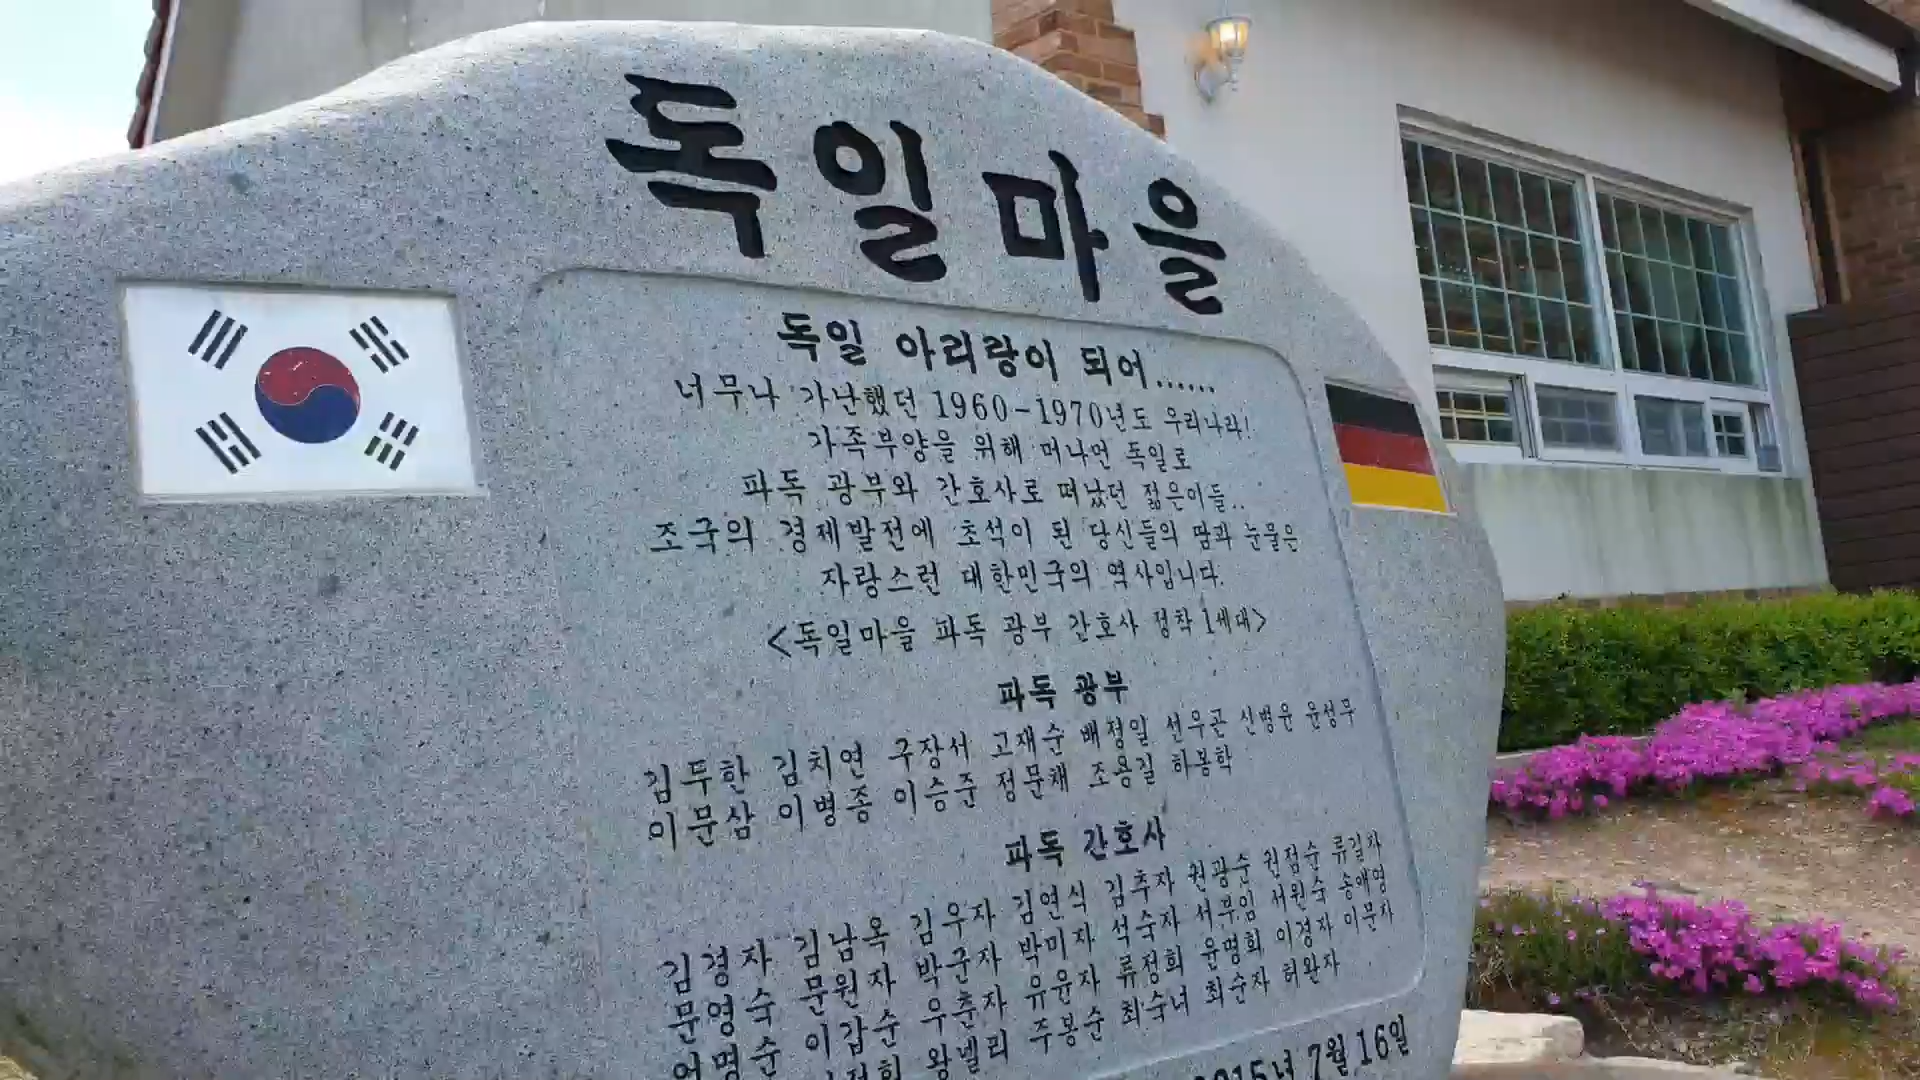 독일마을
독일 아리랑이 되어......
너무나 가난했던 1960-1970년도 우리나라!
가족부양을 위해 머나먼 독일로
파독 광부와 간호사로 떠났던 젊은이들..
조국의 경제발전에 초석이 된 당신들의 땀과 눈물은
자랑스런 대한민국의 역사입니다.
<독일마을 파독 광부 간호사 정착 1세대>
파독 광부
김두한 김치연 구장서 고재순 배정일 선우곤 신병윤 윤성무
이문삼 이병종 이승준 정문채 조용길 하봉학
파독 간호사
김경자 김남옥 김우자 김연식 김추자 권광순 권점순 류길자
문영숙 문원자 박군자 박미자 석숙자 서부임 서원숙 송애영
이갑순 우춘자 유윤자 류정희 윤명희 이경자 이문자
왕넬리 주봉순 최숙녀 최순자 허완자
2015년 7월 16일